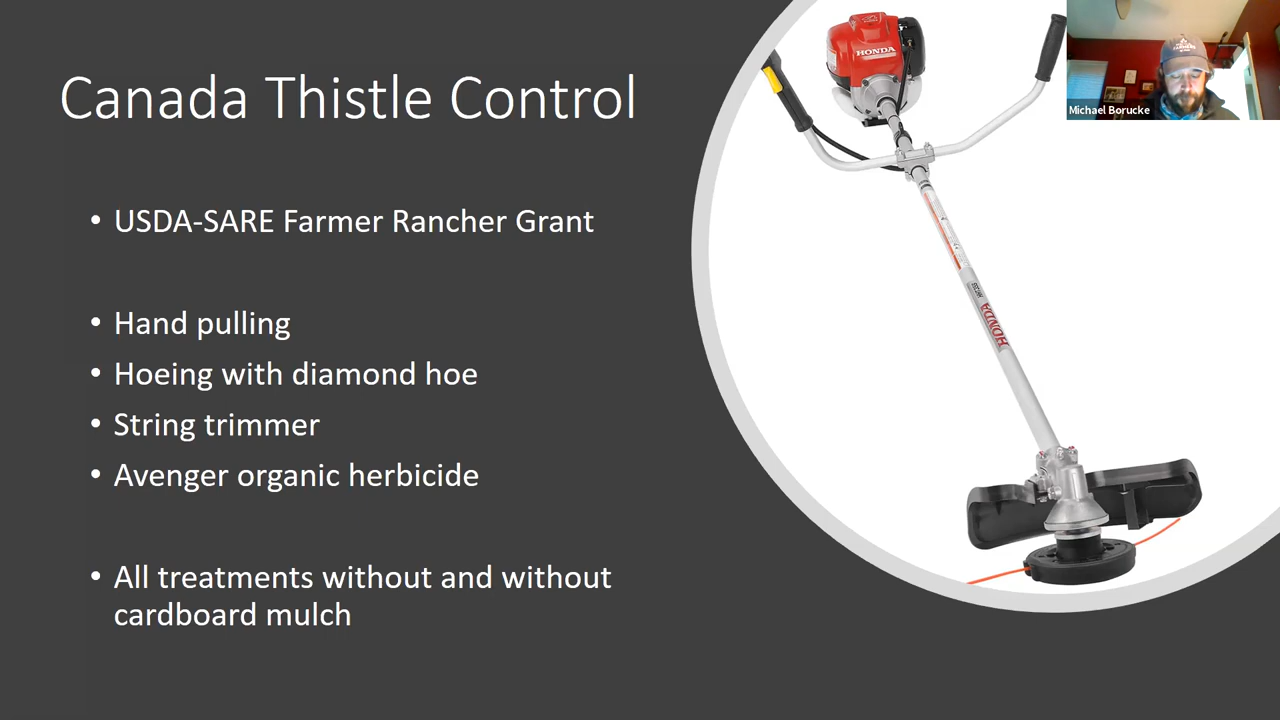 Canada Thistle Control
• USDA-SARE Farmer Rancher Grant
• Hand pulling
• Hoeing with diamond hoe
• String trimmer
• Avenger organic herbicide
• All treatments without and without
cardboard mulch
HONDA
HONDA
Michael Borucke